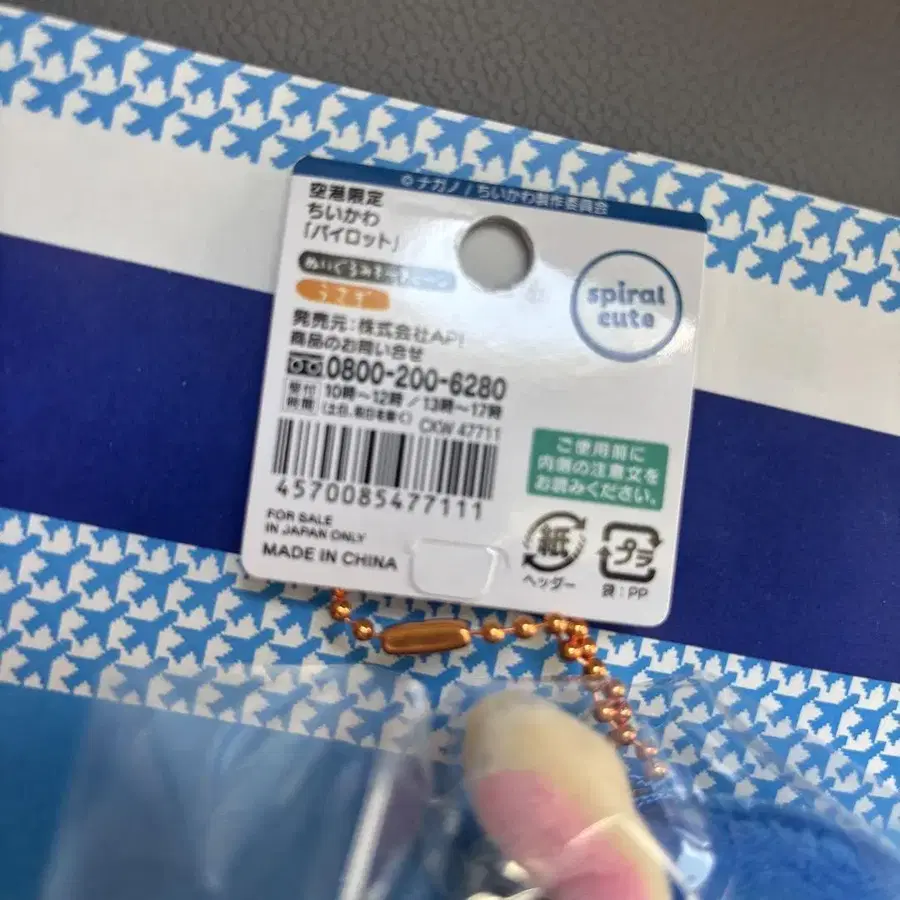 © ナガノ / ちいかわ製作委員会
空港限定
ちいかわ
「パイロット」
ぬいぐるみキーチェーン
うさぎ
spiral
cute
発売元：株式会社API
商品のお問い合せ
0800-200-6280
受付時間 10時～12時 / 13時～17時
(土日、祝日を除く)
CKW 47711
4570085477111
ご使用前に
内側の注意文を
お読みください。
FOR SALE
IN JAPAN ONLY
MADE IN CHINA
紙
ヘッダー
プラ
袋：PP